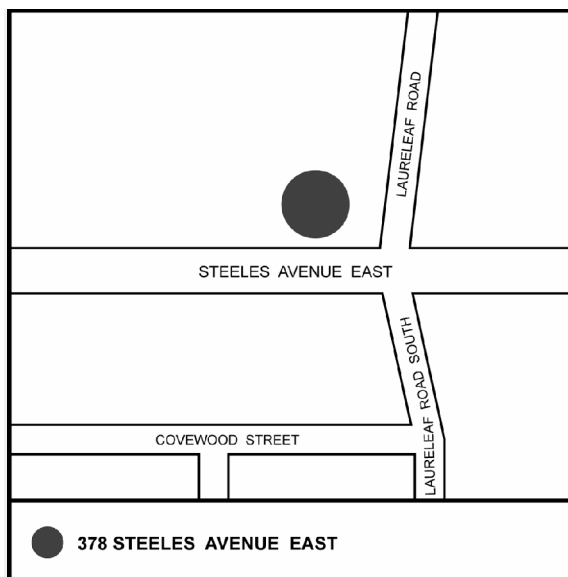 LAURELEAF ROAD
STEELES AVENUE EAST
LAURELEAF ROAD SOUTH
COVEWOOD STREET
378 STEELES AVENUE EAST